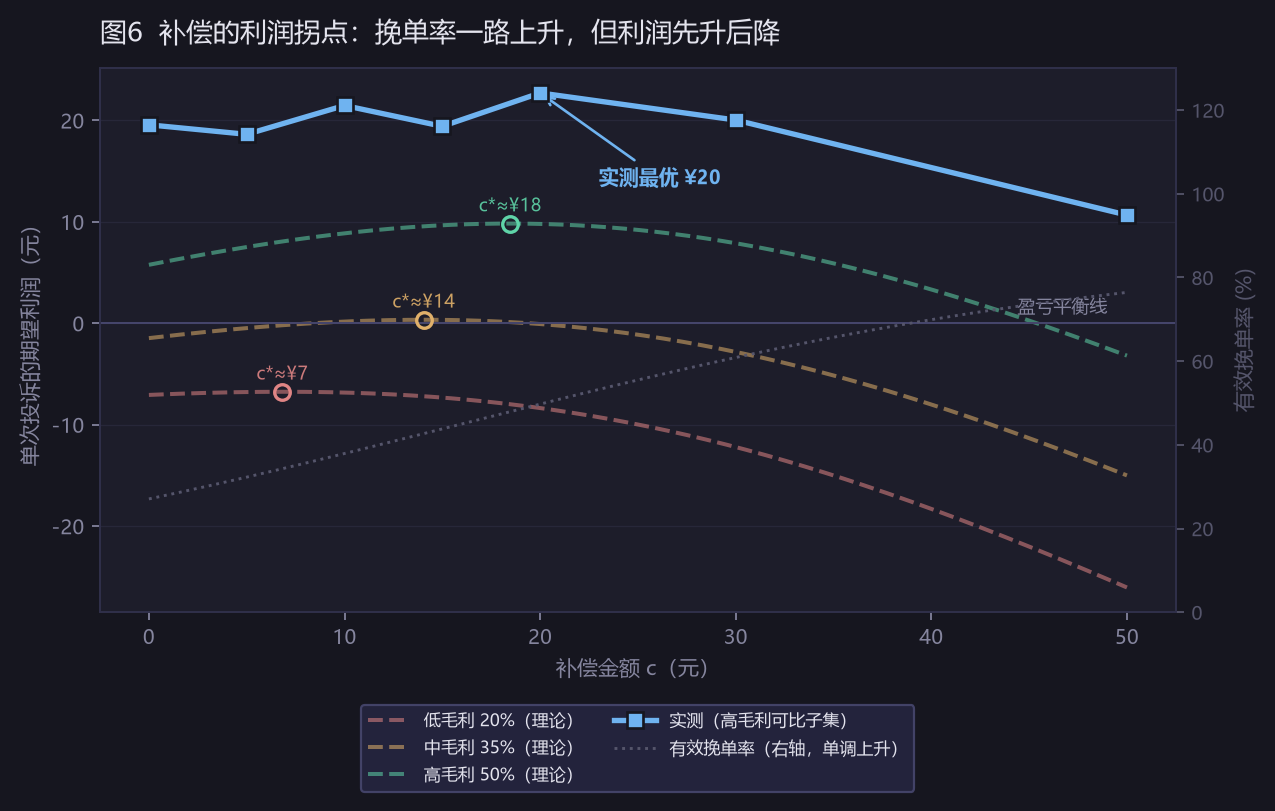 图6 补偿的利润拐点：挽单率一路上升，但利润先升后降
单次投诉的期望利润（元）
20
10
0
-10
-20
实测最优 ¥20
c*≈¥18
c*≈¥14
c*≈¥7
盈亏平衡线
120
100
80
60
40
20
0
有效挽单率 (%)
0
10
20
30
40
50
补偿金额 c（元）
低毛利 20%（理论）
中毛利 35%（理论）
高毛利 50%（理论）
实测（高毛利可比子集）
有效挽单率（右轴，单调上升）